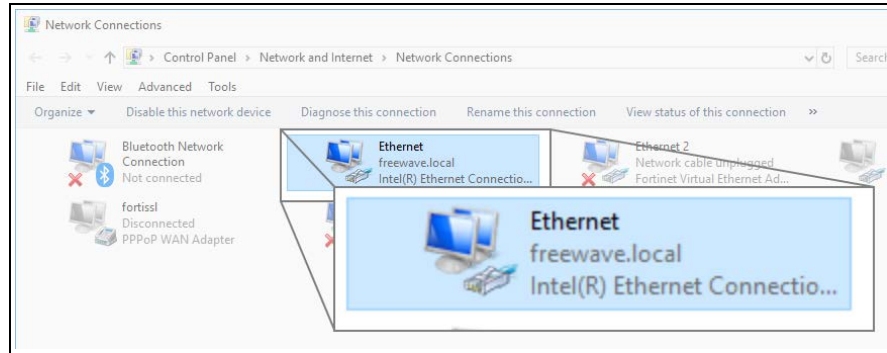 Network Connections
Control Panel > Network and Internet > Network Connections
Search
File Edit View Advanced Tools
Organize Disable this network device Diagnose this connection Rename this connection View status of this connection »
Bluetooth Network
Connection
Not connected
Ethernet
freewave.local
Intel(R) Ethernet Connectio...
Ethernet 2
Network cable unplugged
Fortinet Virtual Ethernet Ad...
fortissl
Disconnected
PPPoP WAN Adapter
Ethernet
freewave.local
Intel(R) Ethernet Connectio...